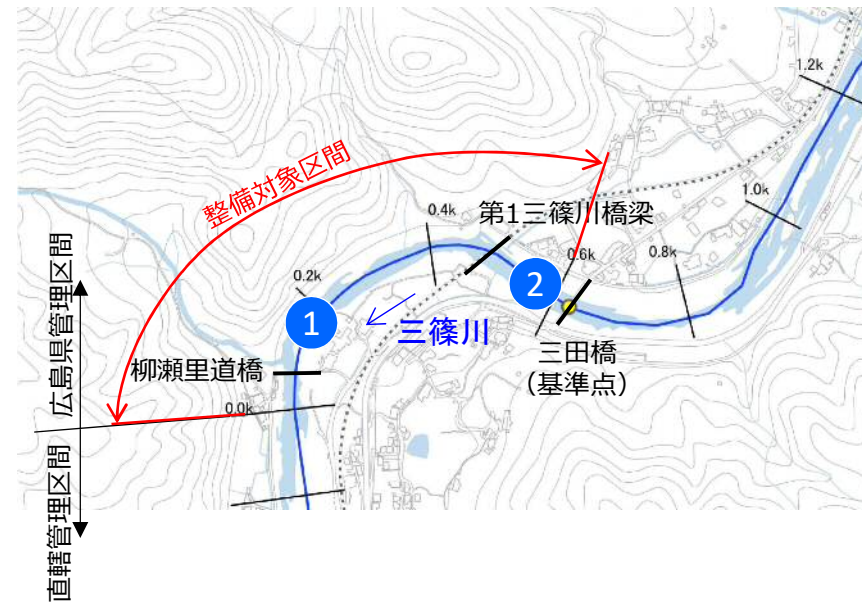 1.2k
整備対象区間
0.4k
第1三篠川橋梁
1.0k
0.2k
0.6k
0.8k
2
1
三篠川
広島県管理区間
柳瀬里道橋
三田橋
（基準点）
0.0k
直轄管理区間